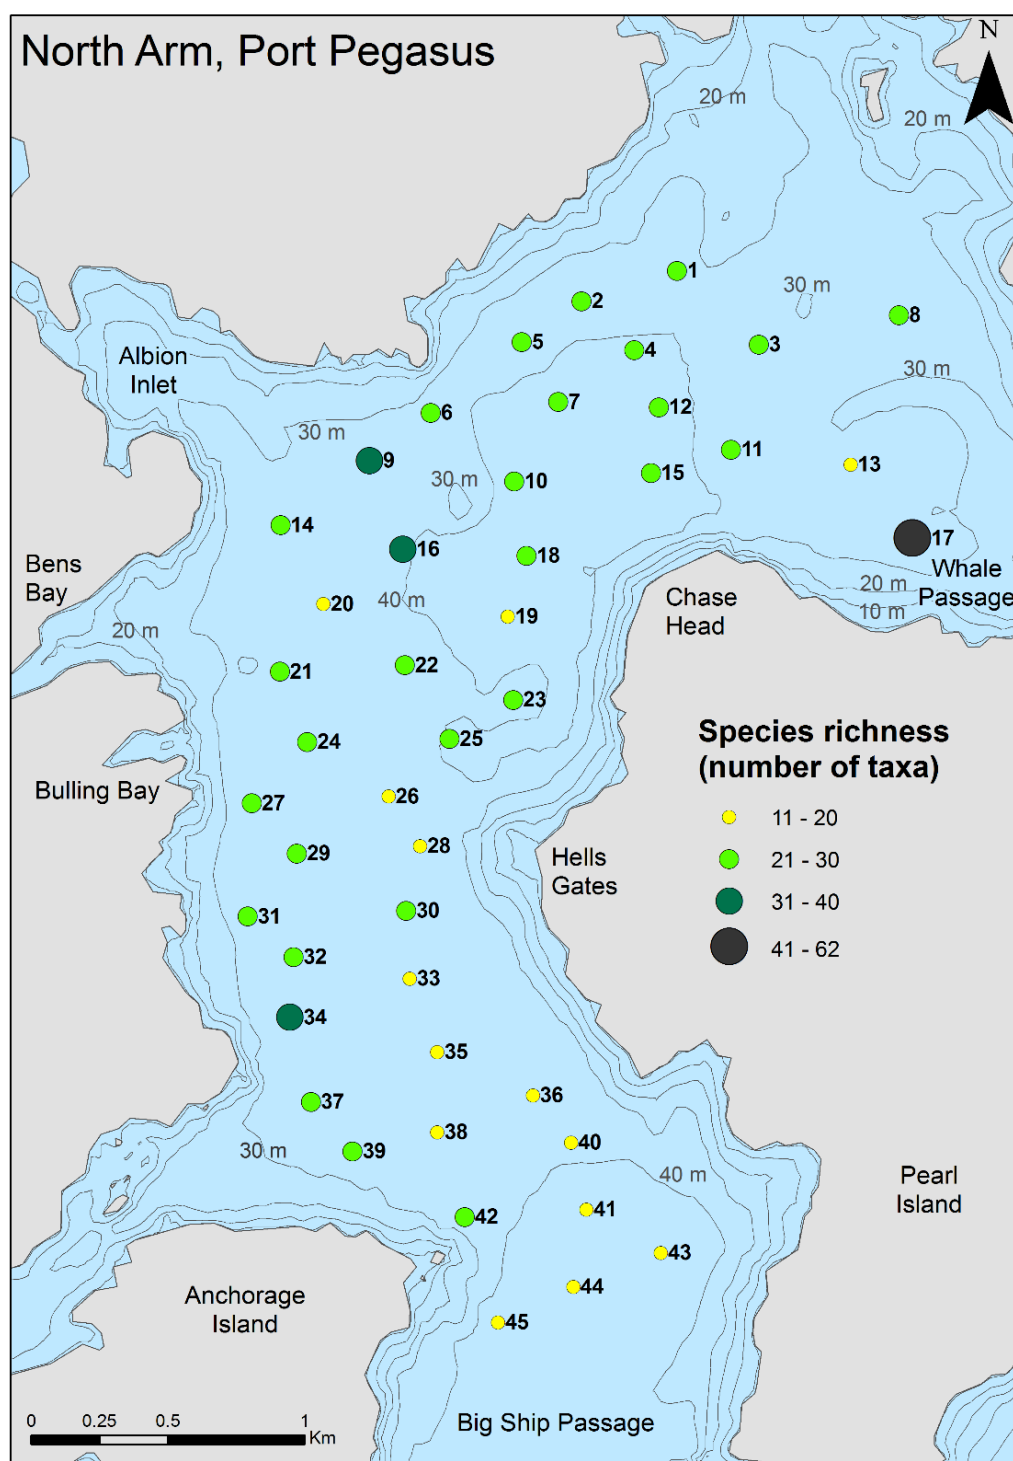 North Arm, Port Pegasus
N
20 m
20 m
1
30 m
2
8
5
4
3
Albion
Inlet
30 m
7
12
6
30 m
11
9
13
15
30 m
10
14
17
16
18
Bens
Bay
Whale
Passage
20 m
10 m
Chase
Head
40 m
20
19
20 m
22
21
23
Species richness
(number of taxa)
24
25
Bulling Bay
26
11 - 20
27
28
21 - 30
29
Hells
Gates
31 - 40
30
31
41 - 62
32
33
34
35
36
37
38
40
39
30 m
40 m
Pearl
Island
41
42
43
44
Anchorage
Island
45
0 0.25 0.5 1
Km
Big Ship Passage